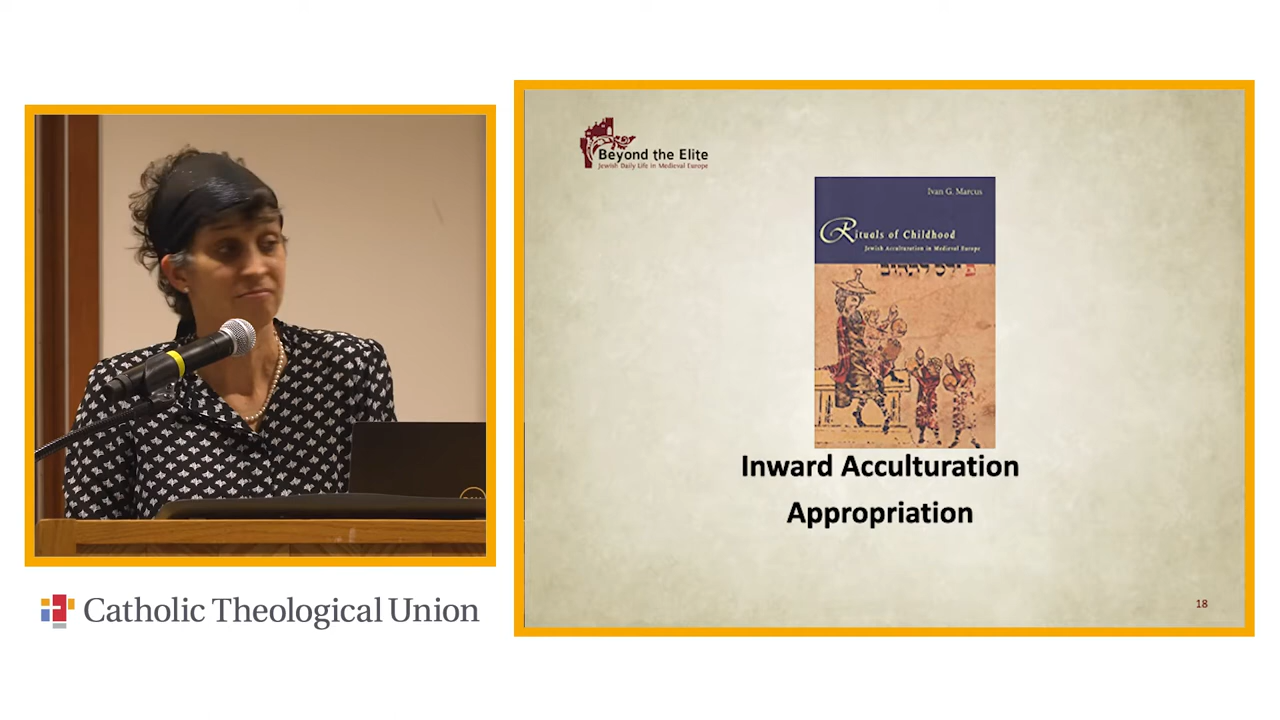 Beyond the Elite
Jewish Daily Life in Medieval Europe
Ivan G. Marcus
Rituals of Childhood
Jewish Acculturation in Medieval Europe
Inward Acculturation
Appropriation
18
Catholic Theological Union